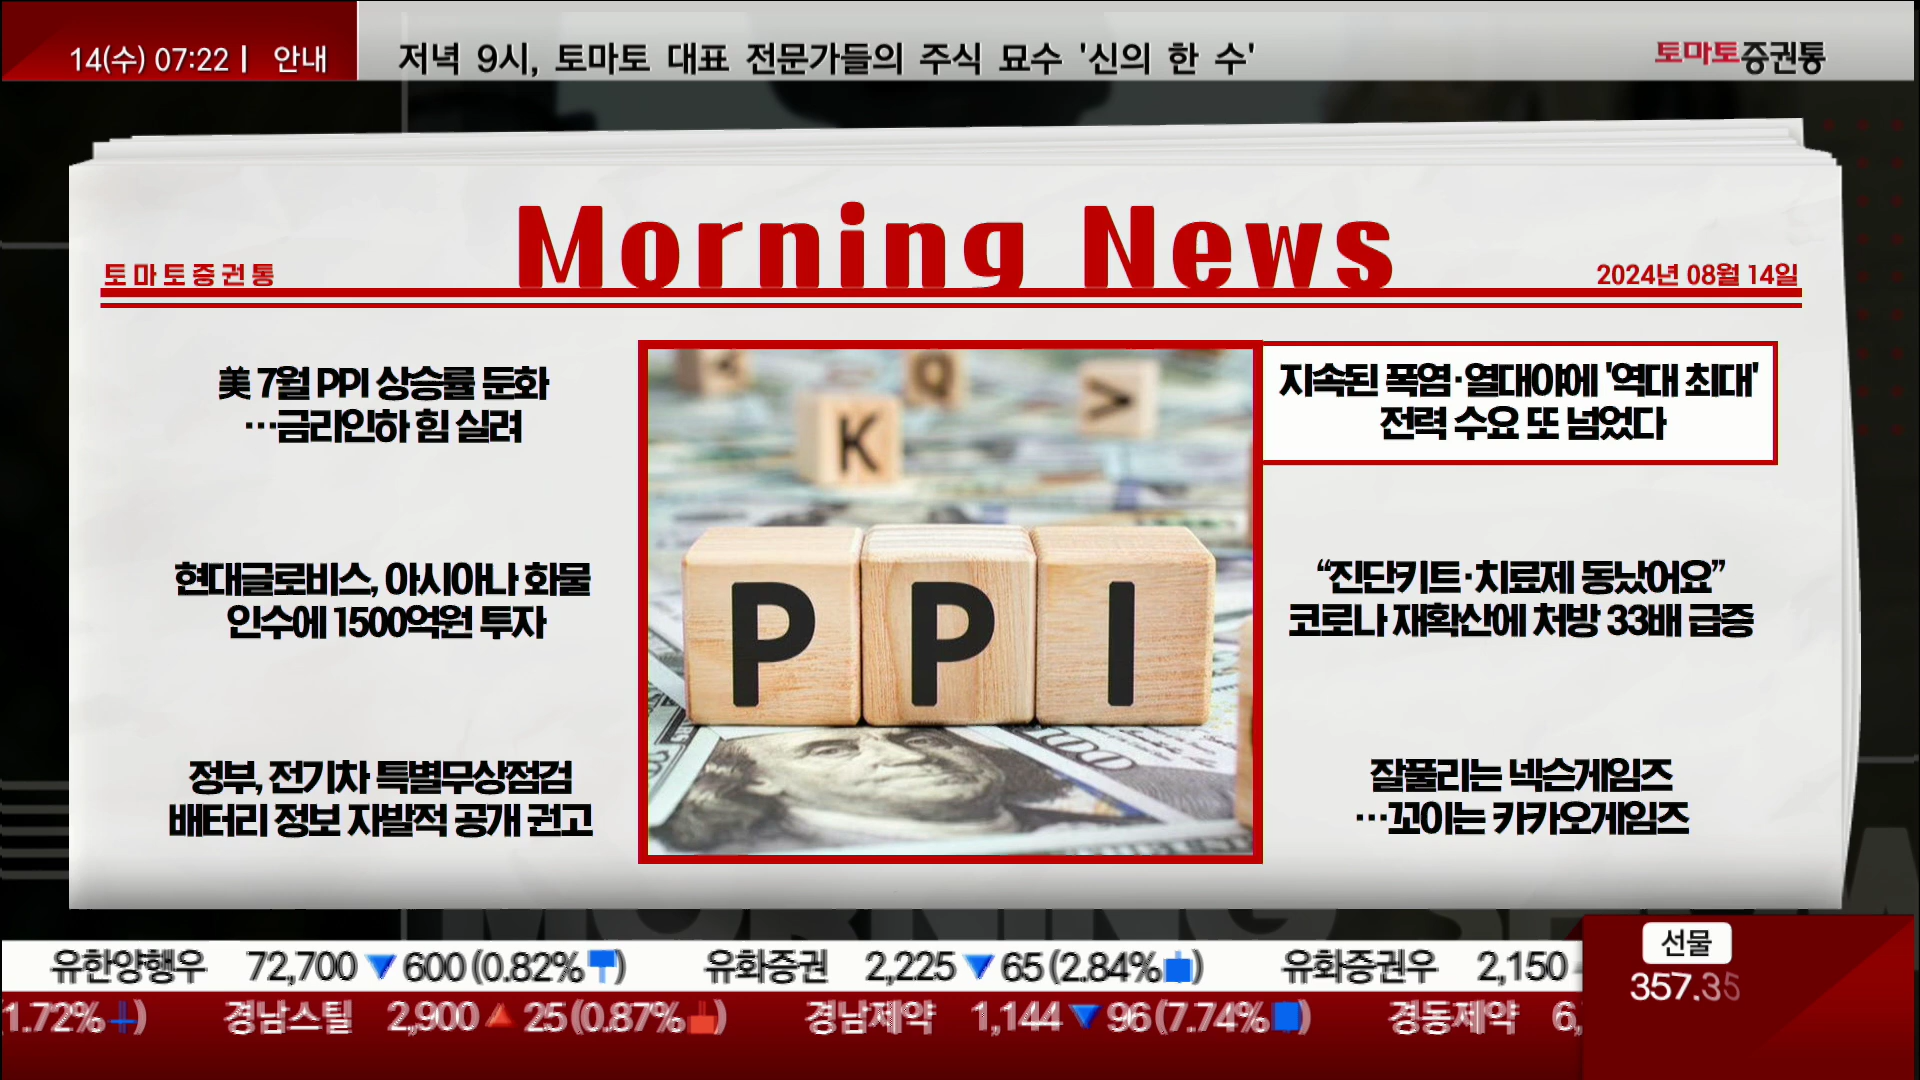 14(수) 07:22 | 안내
저녁 9시, 토마토 대표 전문가들의 주식 묘수 '신의 한 수'
토마토증권통
Morning News
토마토증권통
2024년 08월 14일
美 7월 PPI 상승률 둔화
…금리인하 힘 실려
현대글로비스, 아시아나 화물
인수에 1500억원 투자
정부, 전기차 특별무상점검
배터리 정보 자발적 공개 권고
K
Q
V
P P I
100
지속된 폭염·열대야에 '역대 최대'
전력 수요 또 넘었다
“진단키트·치료제 동났어요”
코로나 재확산에 처방 33배 급증
잘풀리는 넥슨게임즈
…꼬이는 카카오게임즈
유한양행우 72,700 ▼ 600 (0.82%) 유화증권 2,225 ▼ 65 (2.84%) 유화증권우 2,150
1.72%) 경남스틸 2,900 ▲ 25 (0.87%) 경남제약 1,144 ▼ 96 (7.74%) 경동제약 6,
선물
357.35